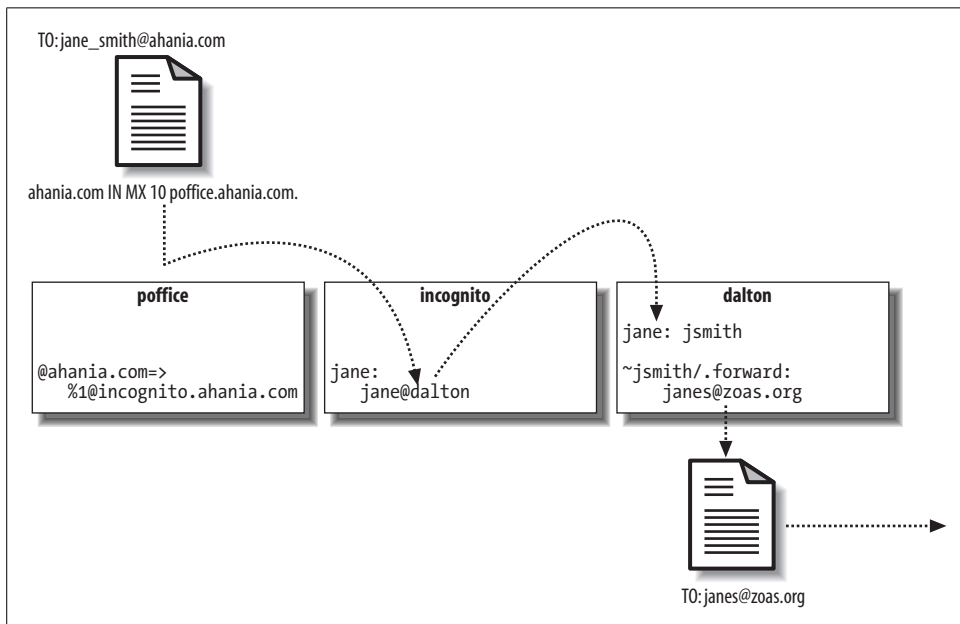 TO: jane_smith@ahania.com
ahania.com IN MX 10 poffice.ahania.com.
poffice
@ahania.com=>
%1@incognito.ahania.com
incognito
jane:
jane@dalton
dalton
jane: jsmith
~jsmith/.forward:
janes@zoas.org
TO: janes@zoas.org